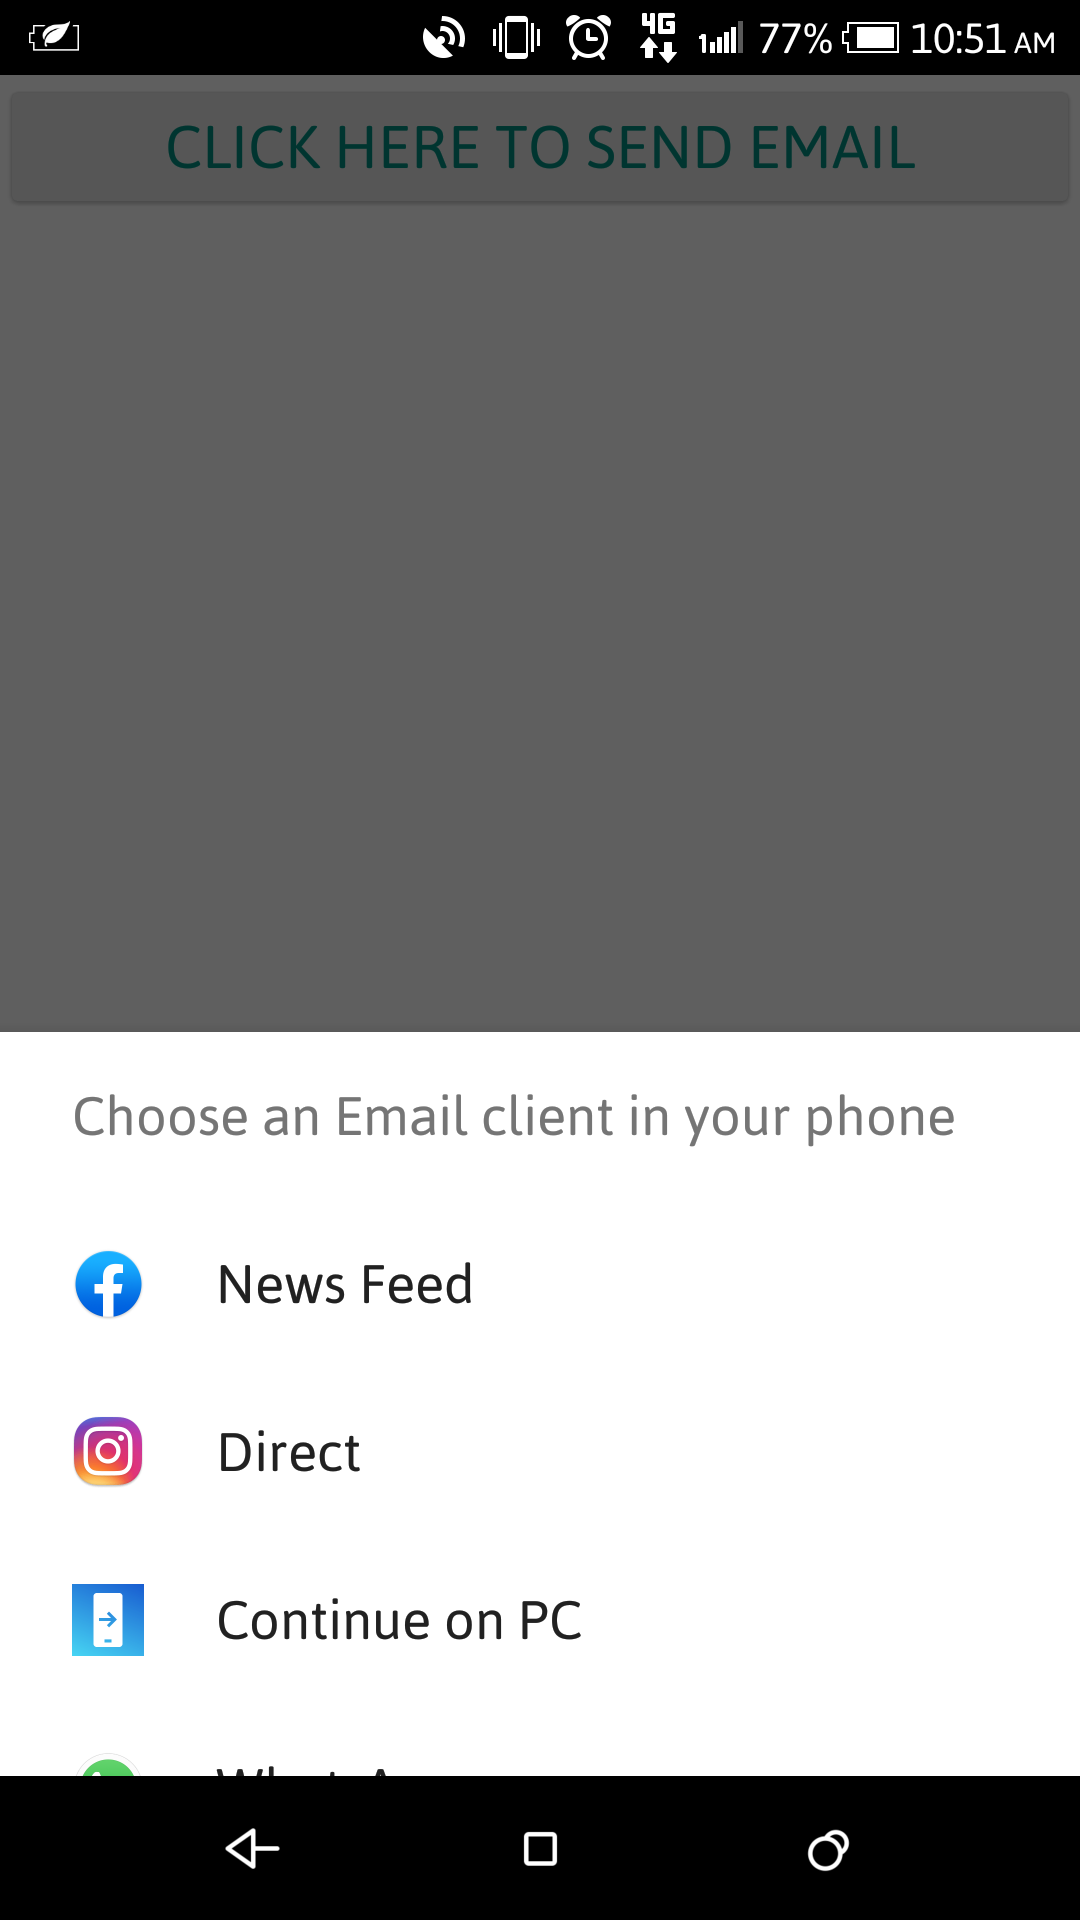 4G 77% 10:51 AM
CLICK HERE TO SEND EMAIL
Choose an Email client in your phone
News Feed
Direct
Continue on PC